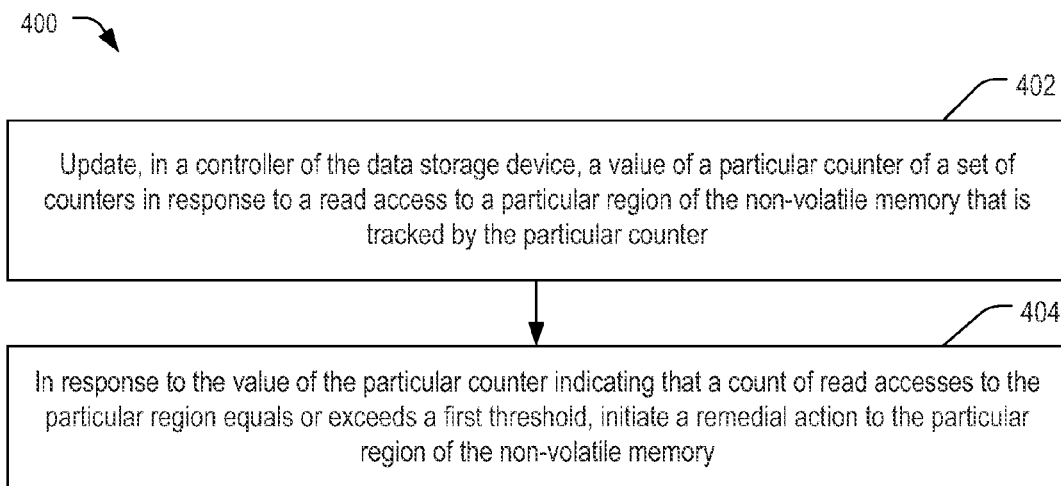 400
402
Update, in a controller of the data storage device, a value of a particular counter of a set of
counters in response to a read access to a particular region of the non-volatile memory that is
tracked by the particular counter
404
In response to the value of the particular counter indicating that a count of read accesses to the
particular region equals or exceeds a first threshold, initiate a remedial action to the particular
region of the non-volatile memory